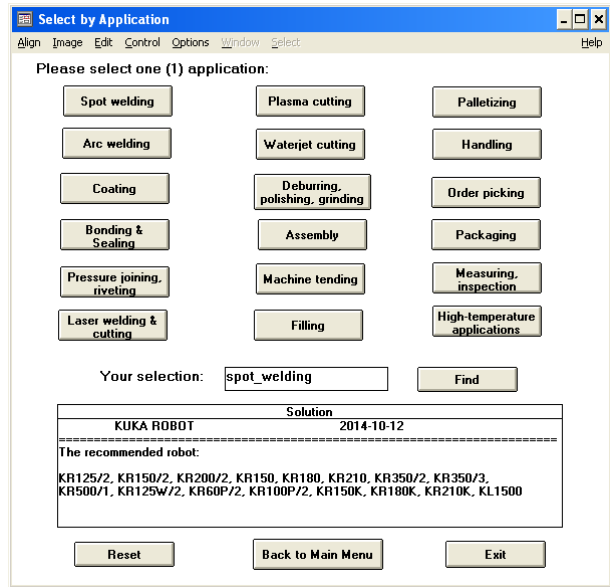 Select by Application
Align Image Edit Control Options Window Select Help
Please select one (1) application:
Spot welding Plasma cutting Palletizing
Arc welding Waterjet cutting Handling
Coating Deburring, polishing, grinding Order picking
Bonding & Sealing Assembly Packaging
Pressure joining, riveting Machine tending Measuring, inspection
Laser welding & cutting Filling High-temperature applications
Your selection: spot_welding Find
Solution
KUKA ROBOT 2014-10-12
==============================================================
The recommended robot:
KR125/2, KR150/2, KR200/2, KR150, KR180, KR210, KR350/2, KR350/3,
KR500/1, KR125W/2, KR60P/2, KR100P/2, KR150K, KR180K, KR210K, KL1500
Reset Back to Main Menu Exit